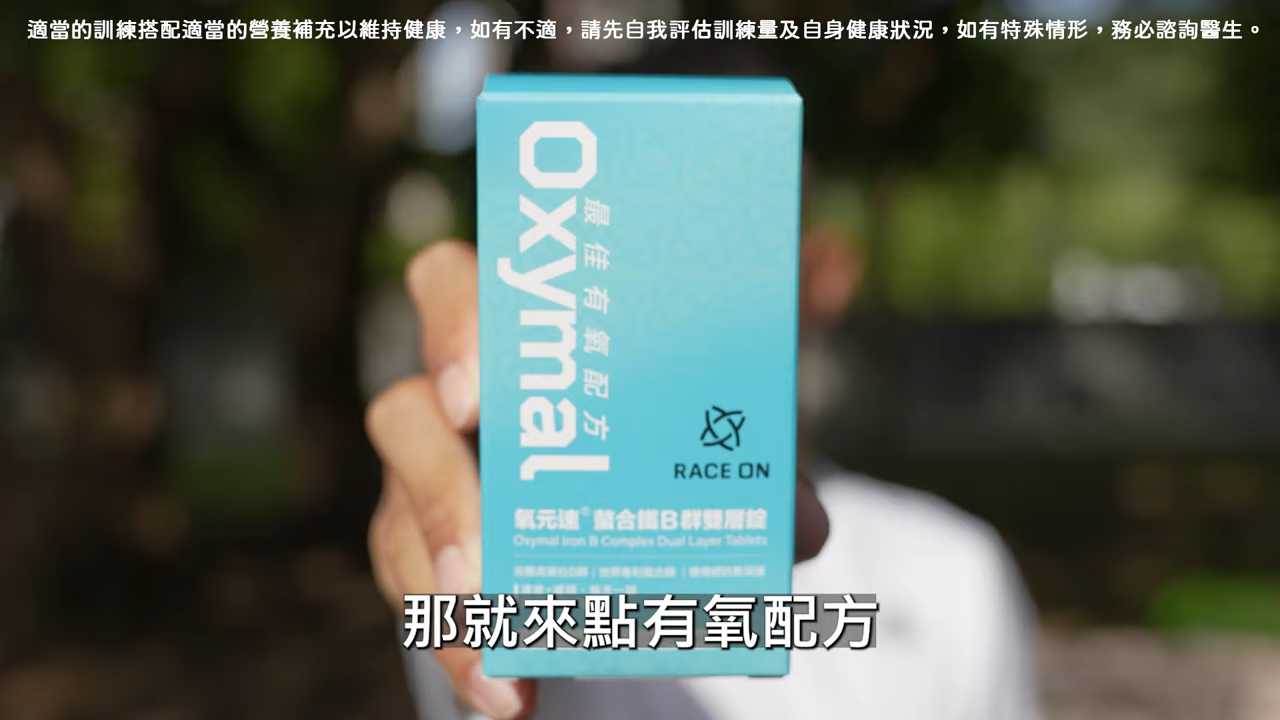 適當的訓練搭配適當的營養補充以維持健康，如有不適，請先自我評估訓練量及自身健康狀況，如有特殊情形，務必諮詢醫生。
Oxymal
最佳有氧配方
RACE ON
氧元速® 螯合鐵B群雙層錠
Oxymal Iron B Complex Dual Layer Tablets
那就來點有氧配方